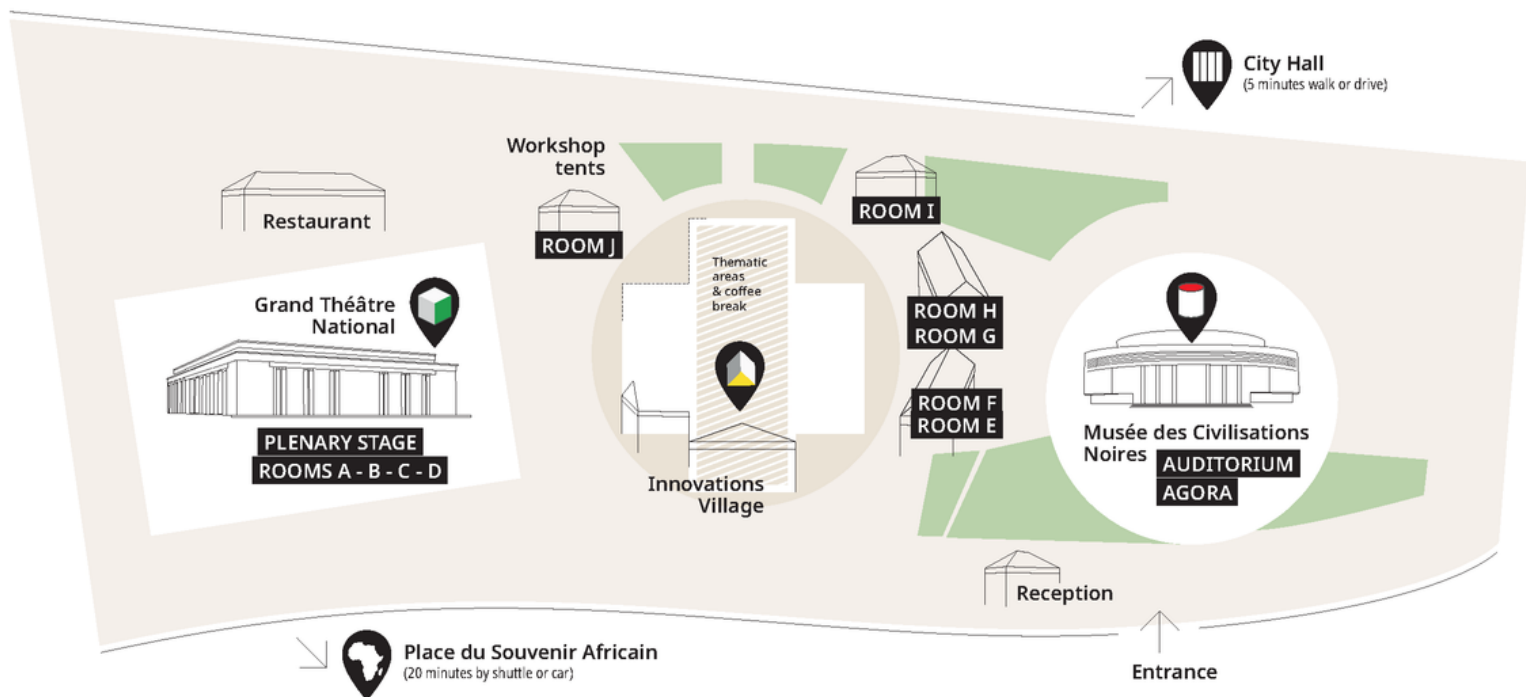 City Hall
(5 minutes walk or drive)
Workshop
tents
Restaurant
ROOM J
ROOM I
Thematic
areas
& coffee
break
Grand Théâtre
National
ROOM H
ROOM G
ROOM F
ROOM E
PLENARY STAGE
ROOMS A - B - C - D
Innovations
Village
Musée des Civilisations
Noires
AUDITORIUM
AGORA
Reception
Place du Souvenir Africain
(20 minutes by shuttle or car)
Entrance